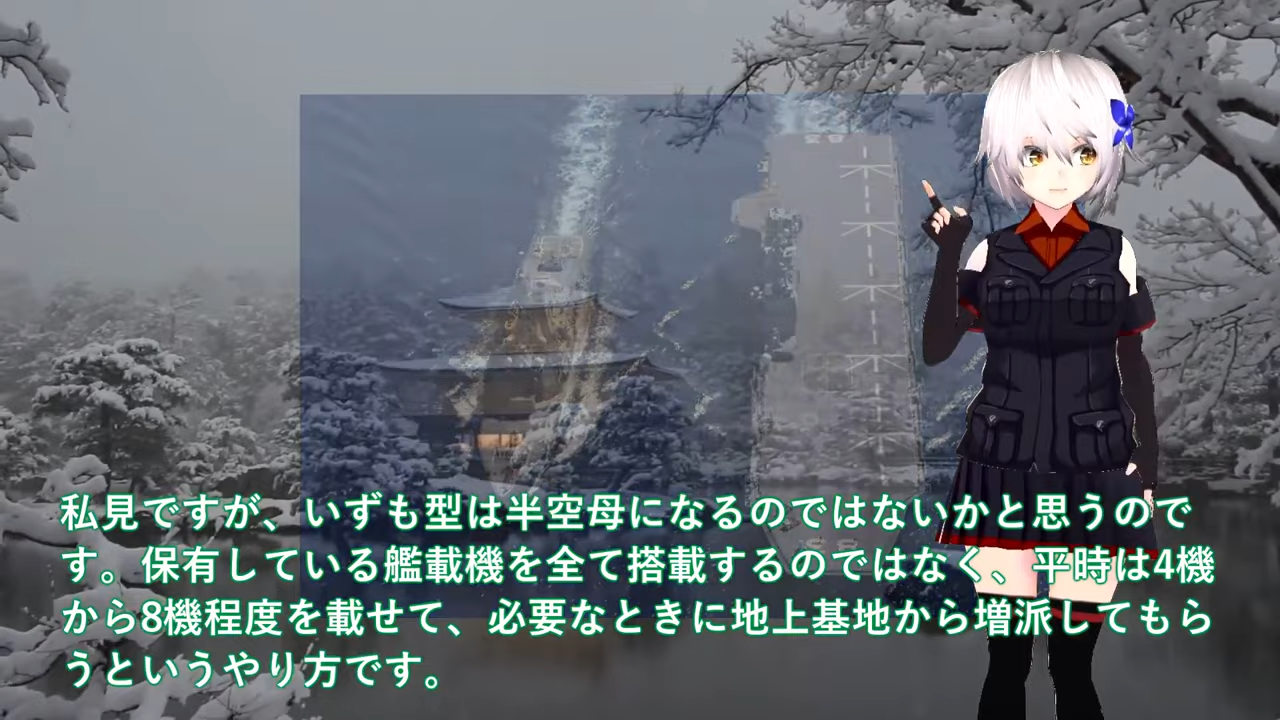 私見ですが、いずも型は半空母になるのではないかと思うので
す。保有している艦載機を全て搭載するのではなく、平時は4機
から8機程度を載せて、必要なときに地上基地から増派してもら
うというやり方です。